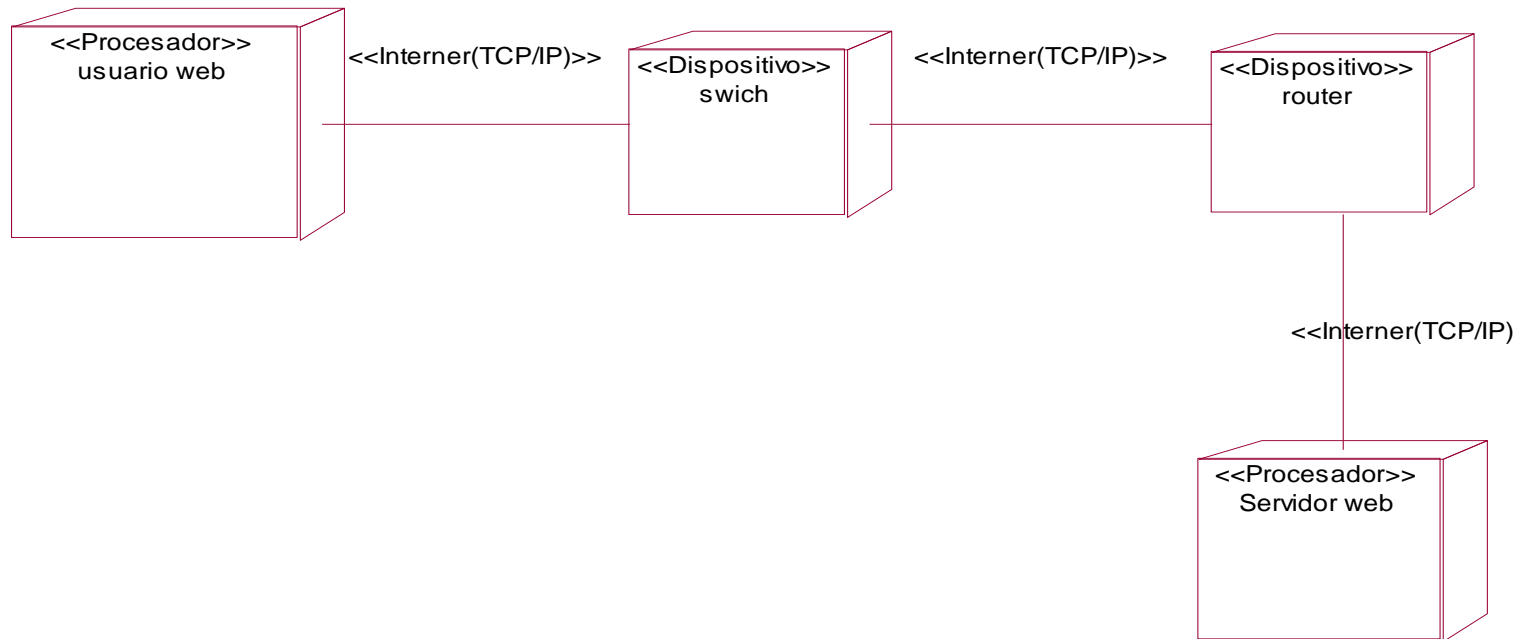 <<Procesador>>
usuario web
<<Interner(TCP/IP)>>
<<Dispositivo>>
swich
<<Interner(TCP/IP)>>
<<Dispositivo>>
router
<<Interner(TCP/IP)
<<Procesador>>
Servidor web